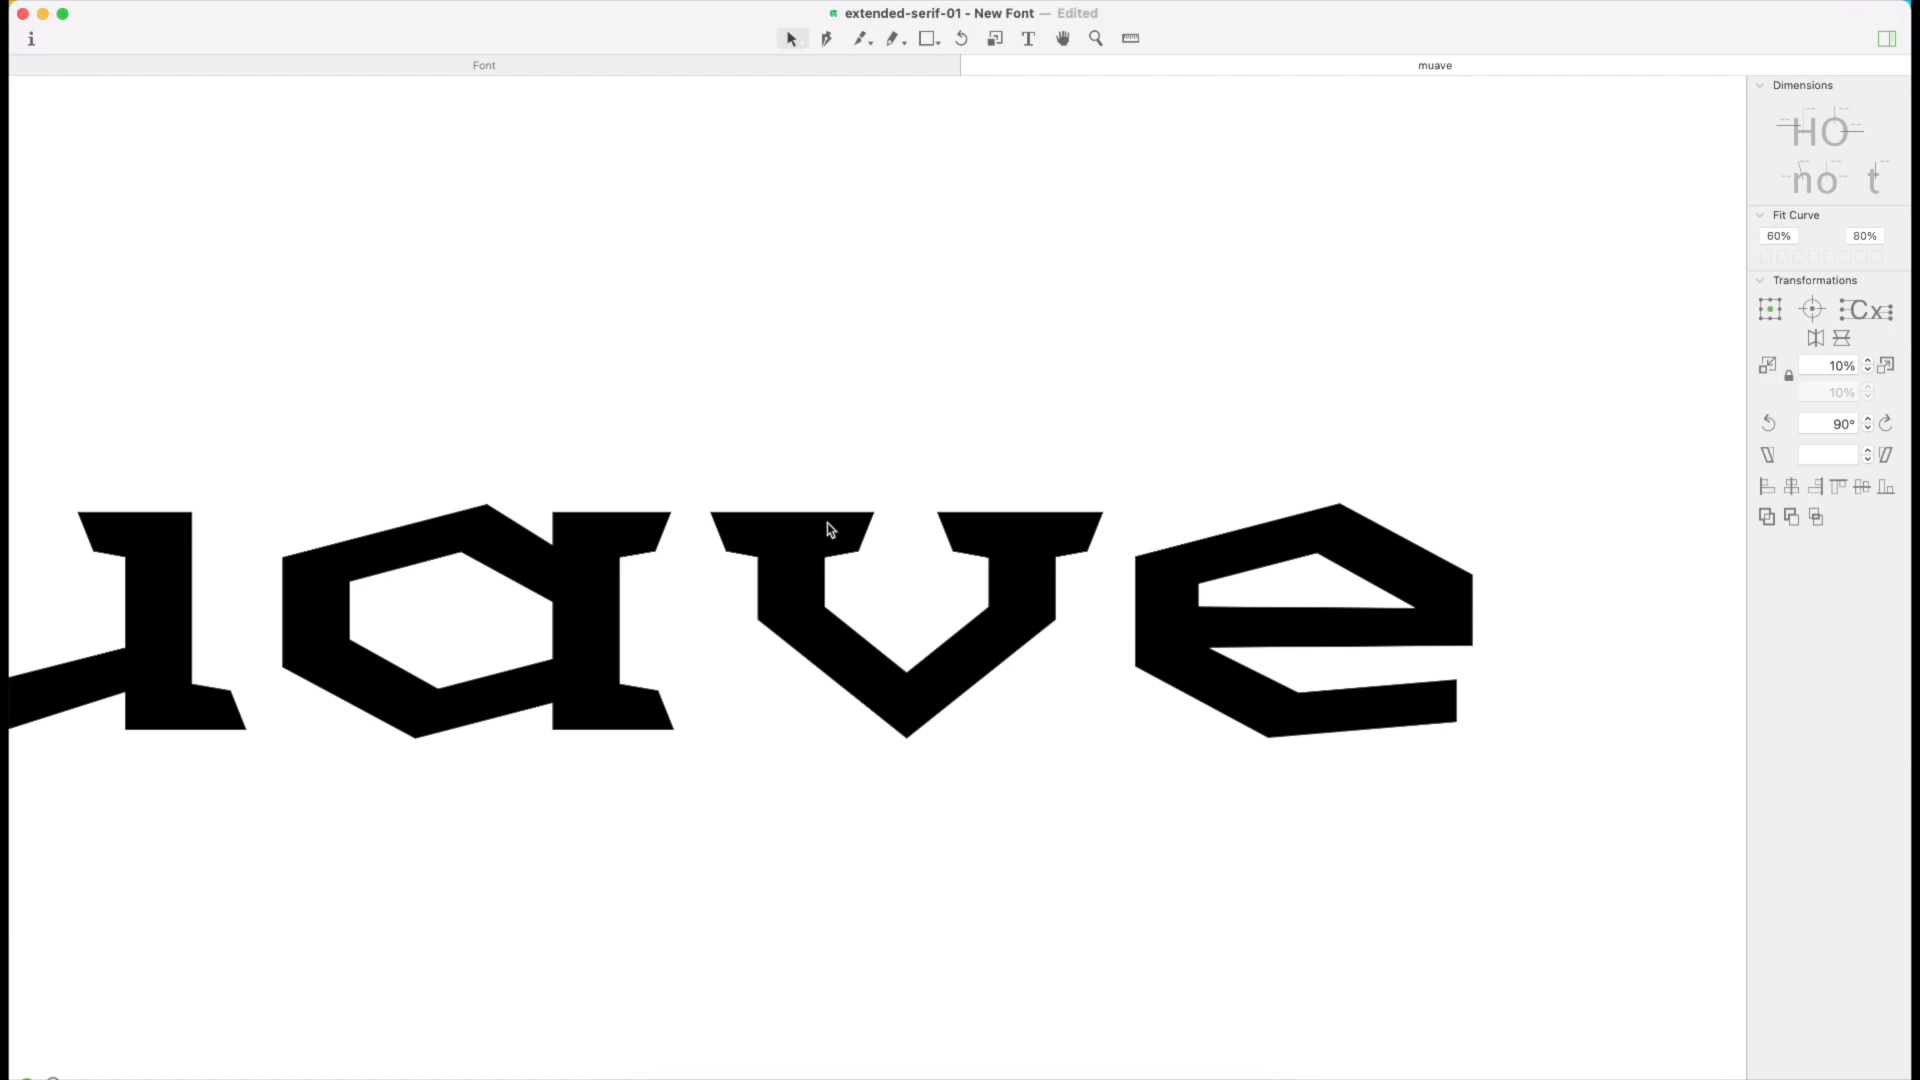 extended-serif-01 - New Font — Edited
Font
muave
Dimensions
HO
no t
Fit Curve
60% 80%
Transformations
Cx
10%
10%
90°
uave